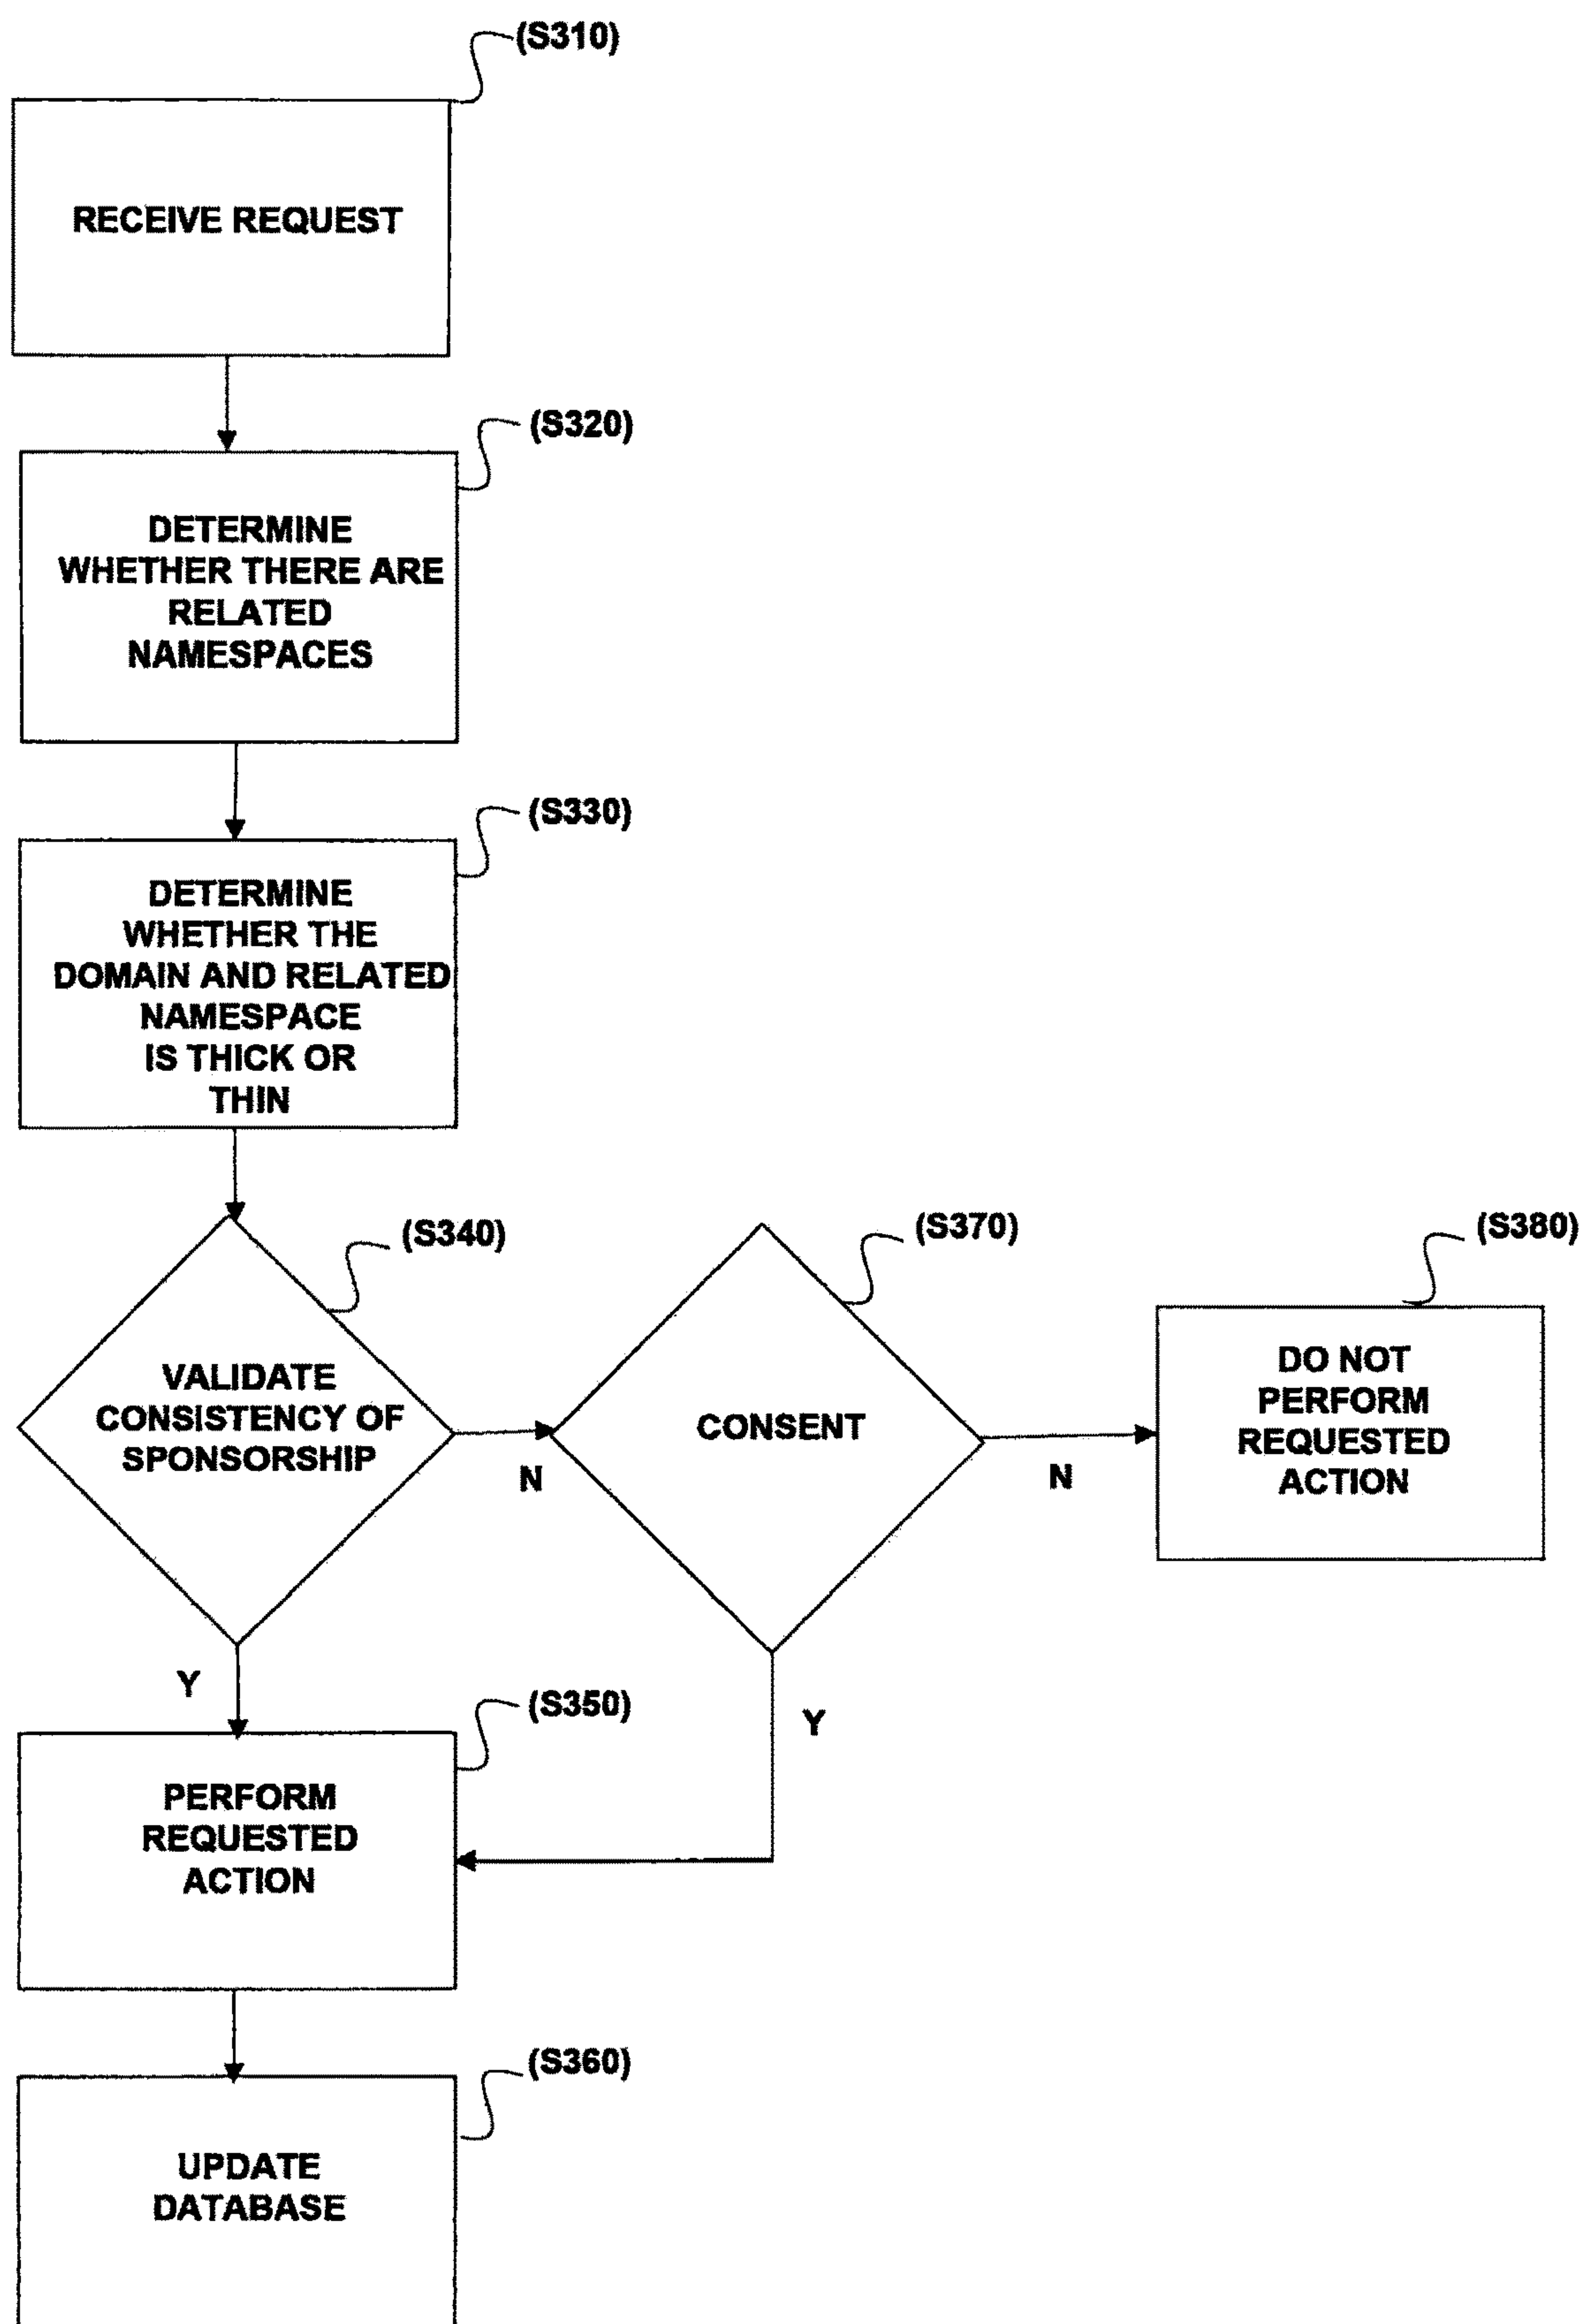 (S310)
RECEIVE REQUEST
(S320)
DETERMINE
WHETHER THERE ARE
RELATED
NAMESPACES
(S330)
DETERMINE
WHETHER THE
DOMAIN AND RELATED
NAMESPACE
IS THICK OR
THIN
(S340)
VALIDATE
CONSISTENCY OF
SPONSORSHIP
N
Y
(S370)
CONSENT
N
Y
(S380)
DO NOT
PERFORM
REQUESTED
ACTION
(S350)
PERFORM
REQUESTED
ACTION
(S360)
UPDATE
DATABASE